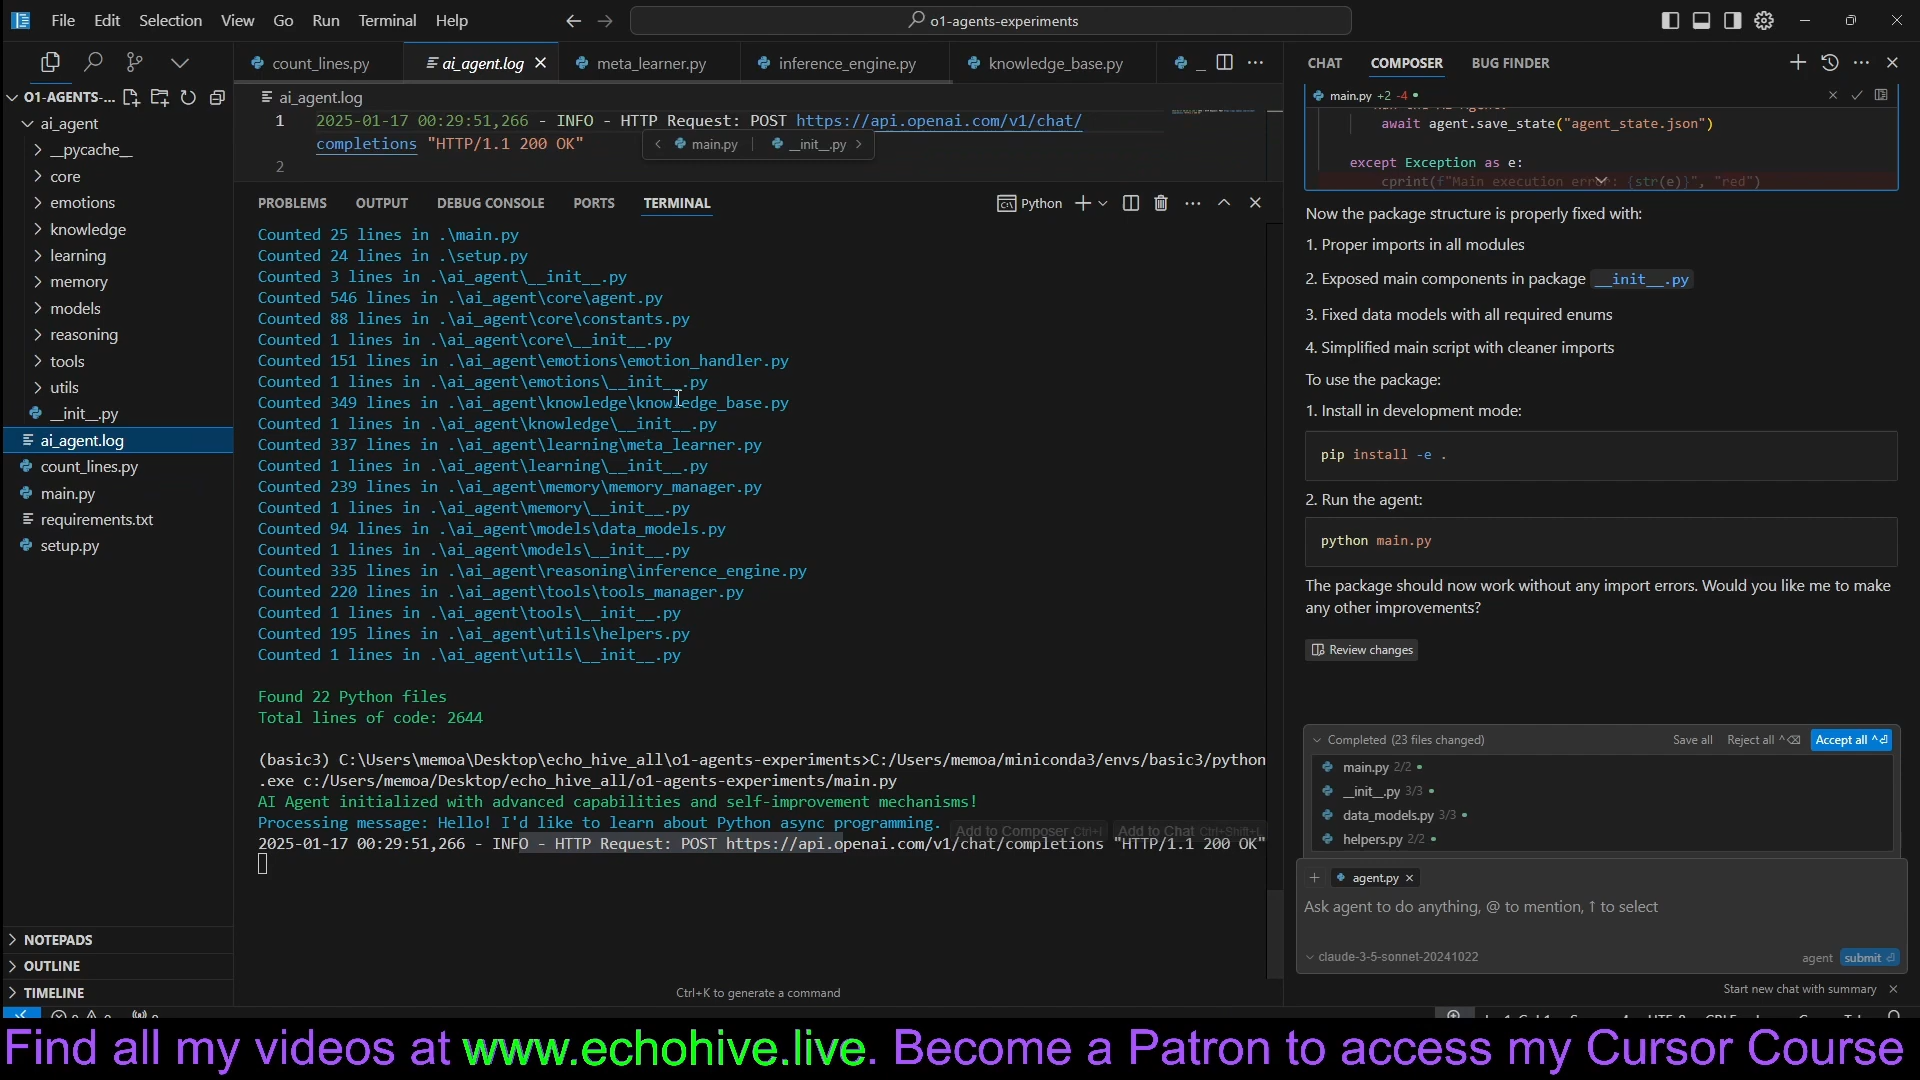 File Edit Selection View Go Run Terminal Help
o1-agents-experiments
O1-AGENTS-...
ai_agent
__pycache__
core
emotions
knowledge
learning
memory
models
reasoning
tools
utils
__init__.py
ai_agent.log
count_lines.py
main.py
requirements.txt
setup.py
NOTEPADS
OUTLINE
TIMELINE
count_lines.py ai_agent.log meta_learner.py inference_engine.py knowledge_base.py _
ai_agent.log
1 2025-01-17 00:29:51,266 - INFO - HTTP Request: POST https://api.openai.com/v1/chat/
completions "HTTP/1.1 200 OK"
main.py __init__.py
2
PROBLEMS OUTPUT DEBUG CONSOLE PORTS TERMINAL
Python
Counted 25 lines in .\main.py
Counted 24 lines in .\setup.py
Counted 3 lines in .\ai_agent\__init__.py
Counted 546 lines in .\ai_agent\core\agent.py
Counted 88 lines in .\ai_agent\core\constants.py
Counted 1 lines in .\ai_agent\core\__init__.py
Counted 151 lines in .\ai_agent\emotions\emotion_handler.py
Counted 1 lines in .\ai_agent\emotions\__init__.py
Counted 349 lines in .\ai_agent\knowledge\knowledge_base.py
Counted 1 lines in .\ai_agent\knowledge\__init__.py
Counted 337 lines in .\ai_agent\learning\meta_learner.py
Counted 1 lines in .\ai_agent\learning\__init__.py
Counted 239 lines in .\ai_agent\memory\memory_manager.py
Counted 1 lines in .\ai_agent\memory\__init__.py
Counted 94 lines in .\ai_agent\models\data_models.py
Counted 1 lines in .\ai_agent\models\__init__.py
Counted 335 lines in .\ai_agent\reasoning\inference_engine.py
Counted 220 lines in .\ai_agent\tools\tools_manager.py
Counted 1 lines in .\ai_agent\tools\__init__.py
Counted 195 lines in .\ai_agent\utils\helpers.py
Counted 1 lines in .\ai_agent\utils\__init__.py
Found 22 Python files
Total lines of code: 2644
(basic3) C:\Users\memoa\Desktop\echo_hive_all\o1-agents-experiments>C:/Users/memoa/miniconda3/envs/basic3/python
.exe c:/Users/memoa/Desktop/echo_hive_all/o1-agents-experiments/main.py
AI Agent initialized with advanced capabilities and self-improvement mechanisms!
Processing message: Hello! I'd like to learn about Python async programming.
Add to Composer Ctrl+I Add to Chat Ctrl+Shift+L
2025-01-17 00:29:51,266 - INFO - HTTP Request: POST https://api.openai.com/v1/chat/completions "HTTP/1.1 200 OK"
Ctrl+K to generate a command
CHAT COMPOSER BUG FINDER
main.py +2 -4
await agent.save_state("agent_state.json")
except Exception as e:
cprint(f"Main execution error: {str(e)}", "red")
Now the package structure is properly fixed with:
1. Proper imports in all modules
2. Exposed main components in package __init__.py
3. Fixed data models with all required enums
4. Simplified main script with cleaner imports
To use the package:
1. Install in development mode:
pip install -e .
2. Run the agent:
python main.py
The package should now work without any import errors. Would you like me to make
any other improvements?
Review changes
Completed (23 files changed) Save all Reject all ^⌫ Accept all ^⏎
main.py 2/2
__init__.py 3/3
data_models.py 3/3
helpers.py 2/2
+ agent.py
Ask agent to do anything, @ to mention, ↑ to select
claude-3-5-sonnet-20241022 agent submit ⏎
Start new chat with summary
Find all my videos at www.echohive.live. Become a Patron to access my Cursor Course